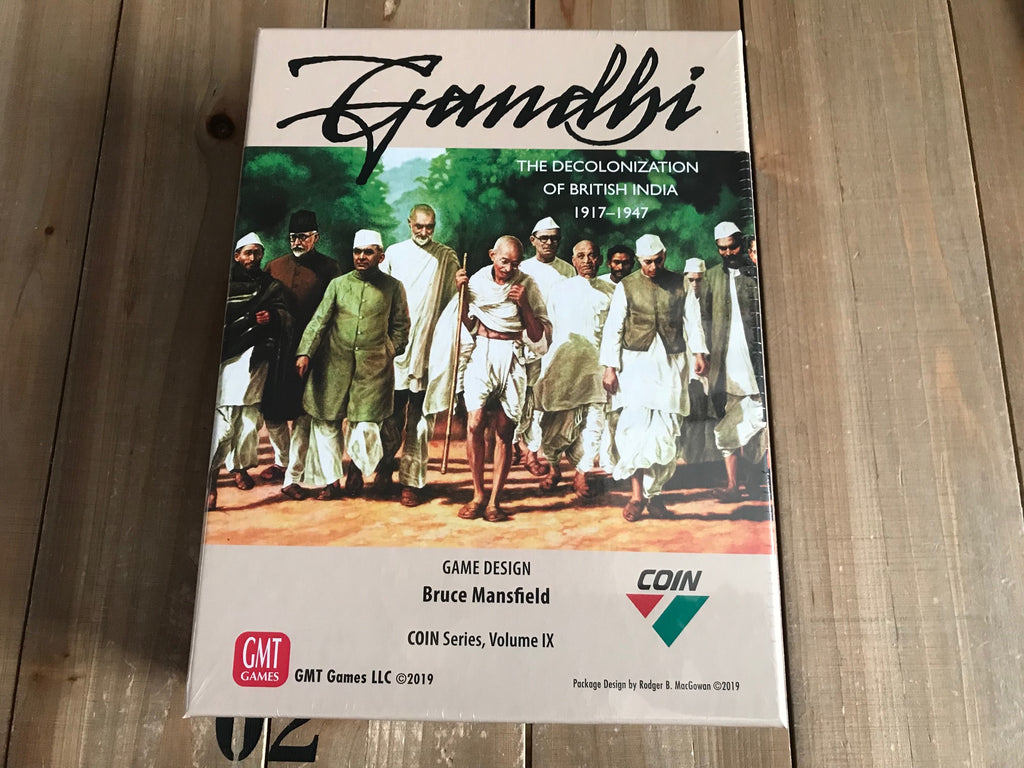 Gandhi
THE DECOLONIZATION
OF BRITISH INDIA
1917–1947
GAME DESIGN
Bruce Mansfield
COIN
COIN Series, Volume IX
GMT
GAMES
GMT Games LLC ©2019
Package Design by Rodger B. MacGowan ©2019
02